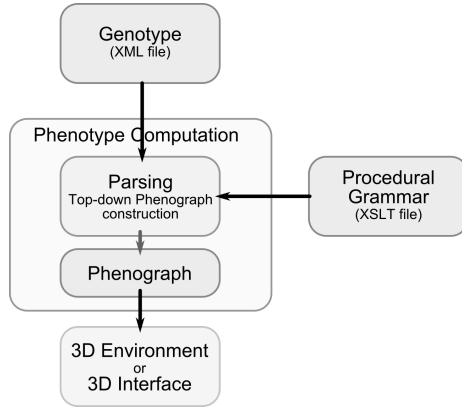 Genotype
(XML file)
Phenotype Computation
Parsing
Top-down Phenograph
construction
Procedural
Grammar
(XSLT file)
Phenograph
3D Environment
or
3D Interface